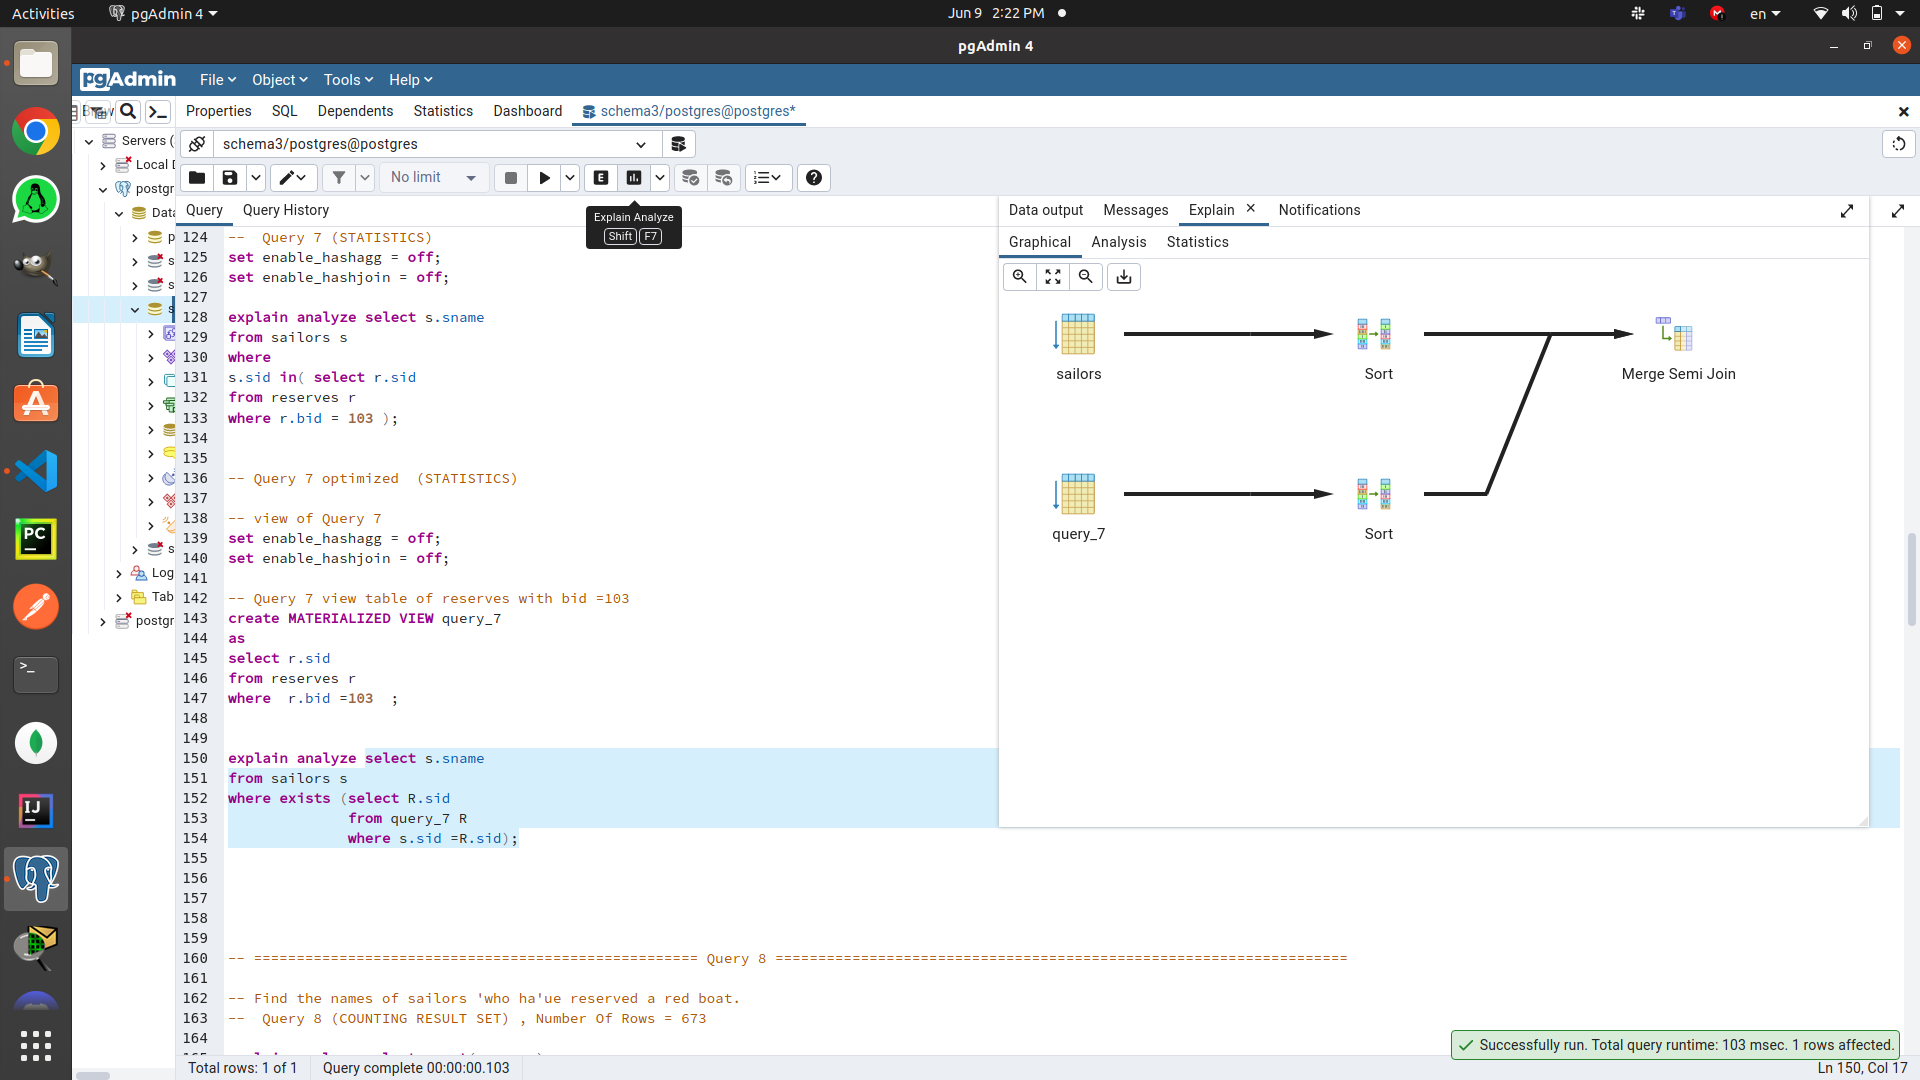 Activities
pgAdmin 4
Jun 9 2:22 PM
en
pgAdmin 4
pgAdmin
File
Object
Tools
Help
Properties
SQL
Dependents
Statistics
Dashboard
schema3/postgres@postgres*
Servers (
Local D
postgr
Data
p
s
s
s
s
Log
Tab
postgr
schema3/postgres@postgres
No limit
E
Explain Analyze
Shift F7
Query
Query History
124 -- Query 7 (STATISTICS)
125 set enable_hashagg = off;
126 set enable_hashjoin = off;
127
128 explain analyze select s.sname
129 from sailors s
130 where
131 s.sid in( select r.sid
132 from reserves r
133 where r.bid = 103 );
134
135
136 -- Query 7 optimized (STATISTICS)
137
138 -- view of Query 7
139 set enable_hashagg = off;
140 set enable_hashjoin = off;
141
142 -- Query 7 view table of reserves with bid =103
143 create MATERIALIZED VIEW query_7
144 as
145 select r.sid
146 from reserves r
147 where r.bid =103 ;
148
149
150 explain analyze select s.sname
151 from sailors s
152 where exists (select R.sid
153 from query_7 R
154 where s.sid =R.sid);
155
156
157
158
159
160 -- ==================================================== Query 8 ===================================================================
161
162 -- Find the names of sailors 'who ha'ue reserved a red boat.
163 -- Query 8 (COUNTING RESULT SET) , Number Of Rows = 673
164
Data output
Messages
Explain
Notifications
Graphical
Analysis
Statistics
sailors
Sort
Merge Semi Join
query_7
Sort
Successfully run. Total query runtime: 103 msec. 1 rows affected.
Total rows: 1 of 1
Query complete 00:00:00.103
Ln 150, Col 17
PC
IJ